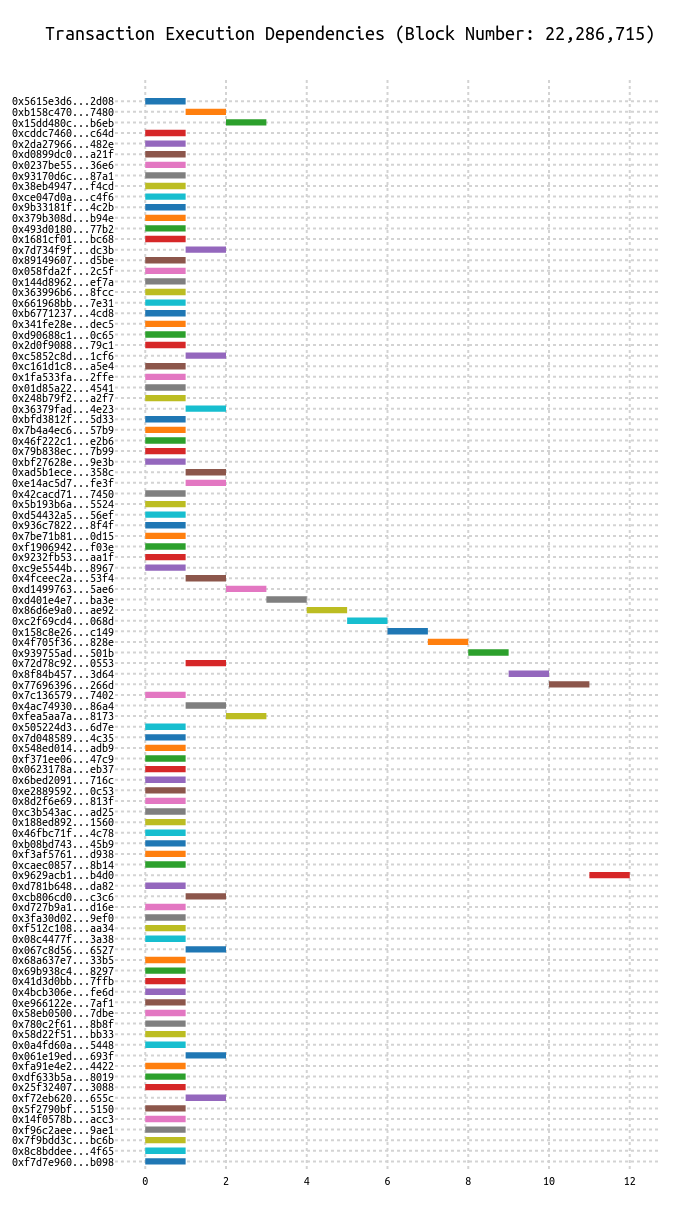 Transaction Execution Dependencies (Block Number: 22,286,715)
0x5615e3d6...2d08
0xb158c470...7480
0x15dd480c...b6eb
0xcddc7460...c64d
0x2da27966...482e
0xd0899dc0...a21f
0x0237be55...36e6
0x93170d6c...87a1
0x38eb4947...f4cd
0xce047d0a...c4f6
0x9b33181f...4c2b
0x379b308d...b94e
0x493d0180...77b2
0x1681cf01...bc68
0x7d734f9f...dc3b
0x89149607...d5be
0x058fda2f...2c5f
0x144d8962...ef7a
0x363996b6...8fcc
0x661968bb...7e31
0xb6771237...4cd8
0x341fe28e...dec5
0xd90688c1...0c65
0x2d0f9088...79c1
0xc5852c8d...1cf6
0xc161d1c8...a5e4
0x1fa533fa...2ffe
0x01d85a22...4541
0x248b79f2...a2f7
0x36379fad...4e23
0xbfd3812f...5d33
0x7b4a4ec6...57b9
0x46f222c1...e2b6
0x79b838ec...7b99
0xbf27628e...9e3b
0xad5b1ece...358c
0xe14ac5d7...fe3f
0x42cacd71...7450
0x5b193b6a...5524
0xd54432a5...56ef
0x936c7822...8f4f
0x7be71b81...0d15
0xf1906942...f03e
0x9232fb53...aa1f
0xc9e5544b...8967
0x4fceec2a...53f4
0xd1499763...5ae6
0xd401e4e7...ba3e
0x86d6e9a0...ae92
0xc2f69cd4...068d
0x158c8e26...c149
0x4f705f36...828e
0x939755ad...501b
0x72d78c92...0553
0x8f84b457...3d64
0x77696396...266d
0x7c136579...7402
0x4ac74930...86a4
0xfea5aa7a...8173
0x505224d3...6d7e
0x7d048589...4c35
0x548ed014...adb9
0xf371ee06...47c9
0x0623178a...eb37
0x6bed2091...716c
0xe2889592...0c53
0x8d2f6e69...813f
0xc3b543ac...ad25
0x188ed892...1560
0x46fbc71f...4c78
0xb08bd743...45b9
0xf3af5761...d938
0xcaec0857...8b14
0x9629acb1...b4d0
0xd781b648...da82
0xcb806cd0...c3c6
0xd727b9a1...d16e
0x3fa30d02...9ef0
0xf512c108...aa34
0x08c4477f...3a38
0x067c8d56...6527
0x68a637e7...33b5
0x69b938c4...8297
0x41d3d0bb...7ffb
0x4bcb306e...fe6d
0xe966122e...7af1
0x58eb0500...7dbe
0x780c2f61...8b8f
0x58d22f51...bb33
0x0a4fd60a...5448
0x061e19ed...693f
0xfa91e4e2...4422
0xdf633b5a...8019
0x25f32407...3088
0xf72eb620...655c
0x5f2790bf...5150
0x14f0578b...acc3
0xf96c2aee...9ae1
0x7f9bdd3c...bc6b
0x8c8bddee...4f65
0xf7d7e960...b098
0 2 4 6 8 10 12